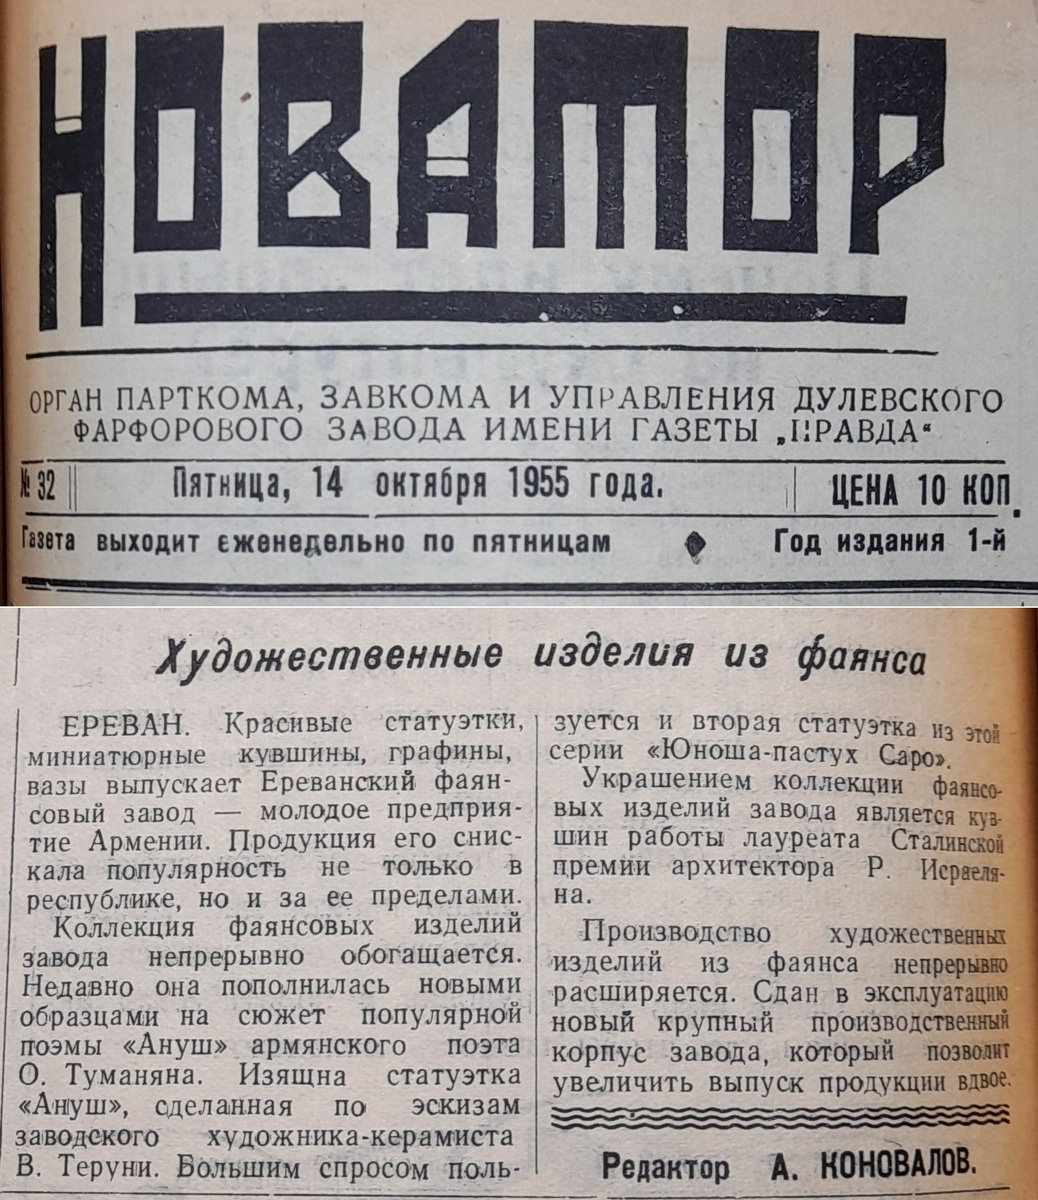 НОВАТОР
ОРГАН ПАРТКОМА, ЗАВКОМА И УПРАВЛЕНИЯ ДУЛЕВСКОГО
ФАРФОРОВОГО ЗАВОДА ИМЕНИ ГАЗЕТЫ „ПРАВДА“
№ 32
Пятница, 14 октября 1955 года.
ЦЕНА 10 КОП.
Газета выходит еженедельно по пятницам
Год издания 1-й
Художественные изделия из фаянса
ЕРЕВАН. Красивые статуэтки,
миниатюрные кувшины, графины,
вазы выпускает Ереванский фаян-
совый завод — молодое предприя-
тие Армении. Продукция его снис-
кала популярность не только в
республике, но и за ее пределами.
Коллекция фаянсовых изделий
завода непрерывно обогащается.
Недавно она пополнилась новыми
образцами на сюжет популярной
поэмы «Ануш» армянского поэта
О. Туманяна. Изящна статуэтка
«Ануш», сделанная по эскизам
заводского художника-керамиста
В. Теруни. Большим спросом поль-
зуется и вторая статуэтка из этой
серии «Юноша-пастух Саро».
Украшением коллекции фаянсо-
вых изделий завода является кув-
шин работы лауреата Сталинской
премии архитектора Р. Исраеля-
на.
Производство художественных
изделий из фаянса непрерывно
расширяется. Сдан в эксплуатацию
новый крупный производственный
корпус завода, который позволит
увеличить выпуск продукции вдвое.
Редактор А. КОНОВАЛОВ.